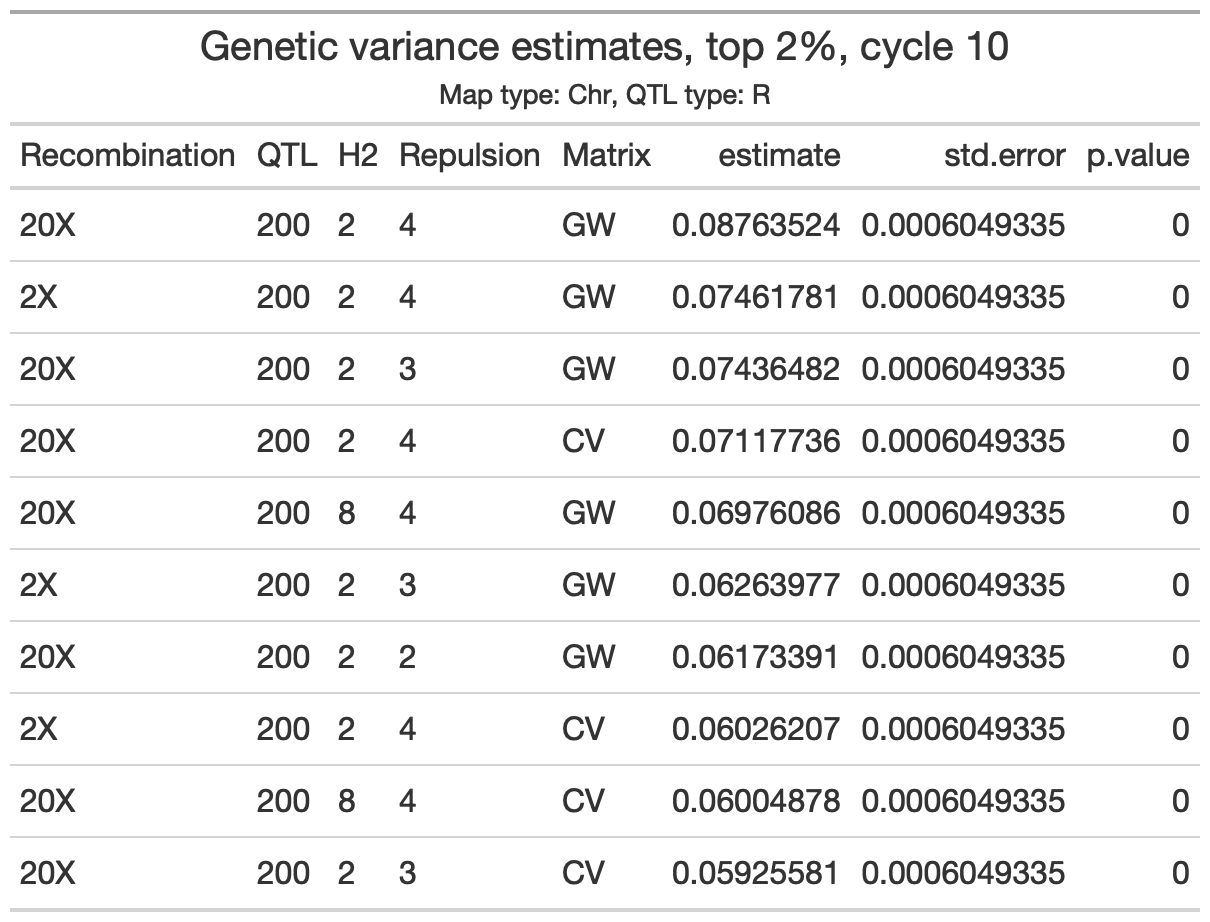 Genetic variance estimates, top 2%, cycle 10
Map type: Chr, QTL type: R
Recombination QTL H2 Repulsion Matrix estimate std.error p.value
20X 200 2 4 GW 0.08763524 0.0006049335 0
2X 200 2 4 GW 0.07461781 0.0006049335 0
20X 200 2 3 GW 0.07436482 0.0006049335 0
20X 200 2 4 CV 0.07117736 0.0006049335 0
20X 200 8 4 GW 0.06976086 0.0006049335 0
2X 200 2 3 GW 0.06263977 0.0006049335 0
20X 200 2 2 GW 0.06173391 0.0006049335 0
2X 200 2 4 CV 0.06026207 0.0006049335 0
20X 200 8 4 CV 0.06004878 0.0006049335 0
20X 200 2 3 CV 0.05925581 0.0006049335 0